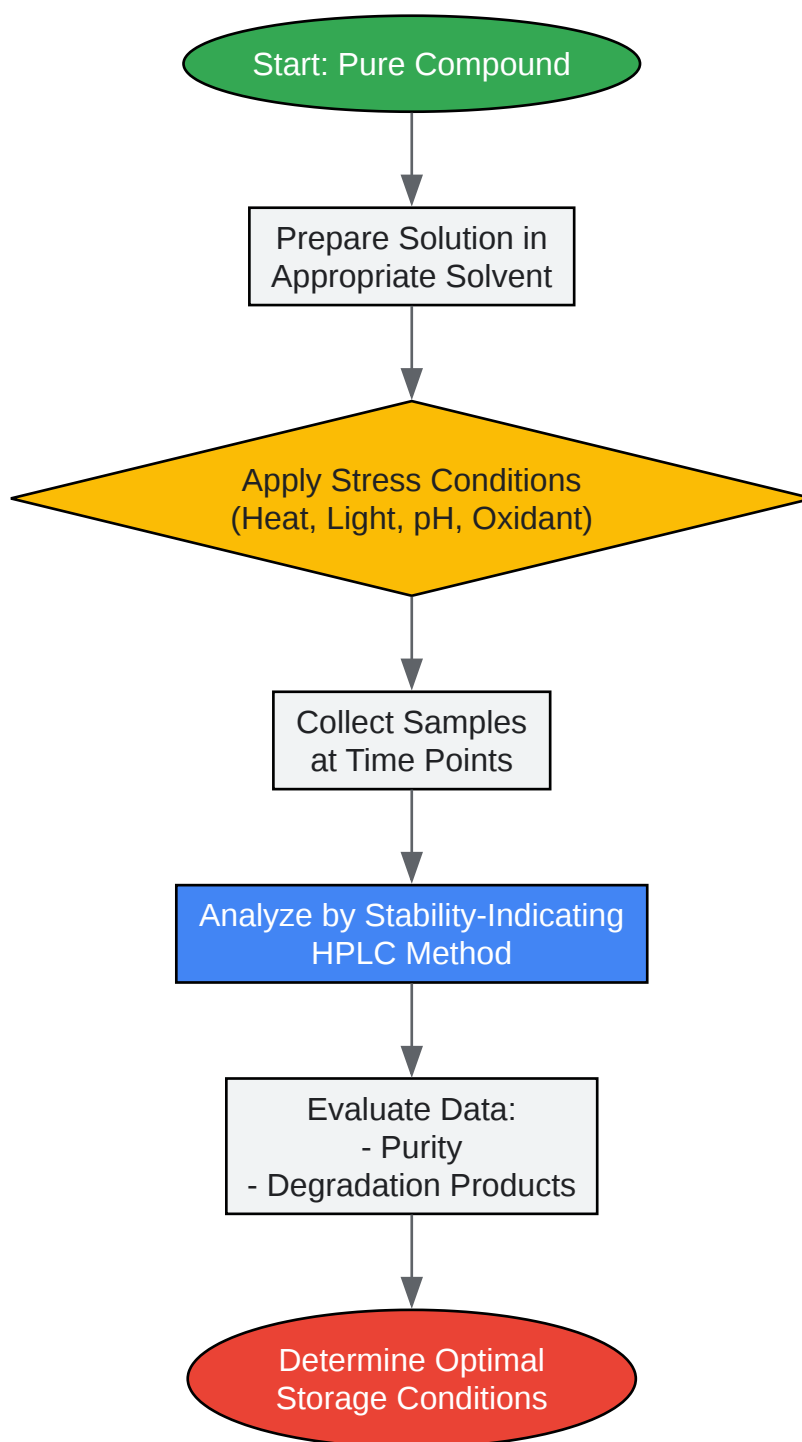 Start: Pure Compound
Prepare Solution in
Appropriate Solvent
Apply Stress Conditions
(Heat, Light, pH, Oxidant)
Collect Samples
at Time Points
Analyze by Stability-Indicating
HPLC Method
Evaluate Data:
- Purity
- Degradation Products
Determine Optimal
Storage Conditions